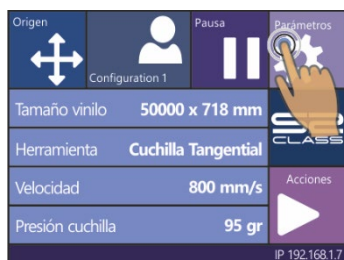 Origen
Configuration 1
Pausa
Parámetros
Tamaño vinilo 50000 x 718 mm
Herramienta Cuchilla Tangential
CLASS
Velocidad 800 mm/s
Acciones
Presión cuchilla 95 gr
IP 192.168.1.7